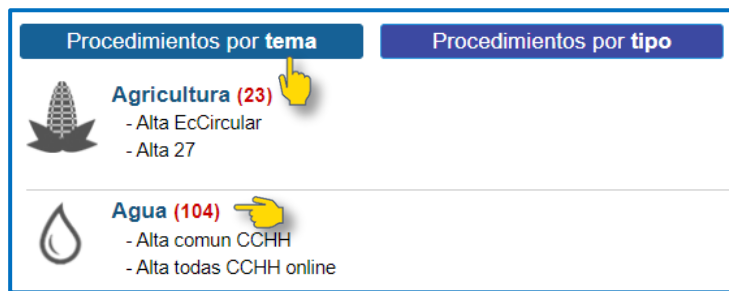 Procedimientos por tema
Procedimientos por tipo
Agricultura (23)
- Alta EcCircular
- Alta 27
Agua (104)
- Alta comun CCHH
- Alta todas CCHH online